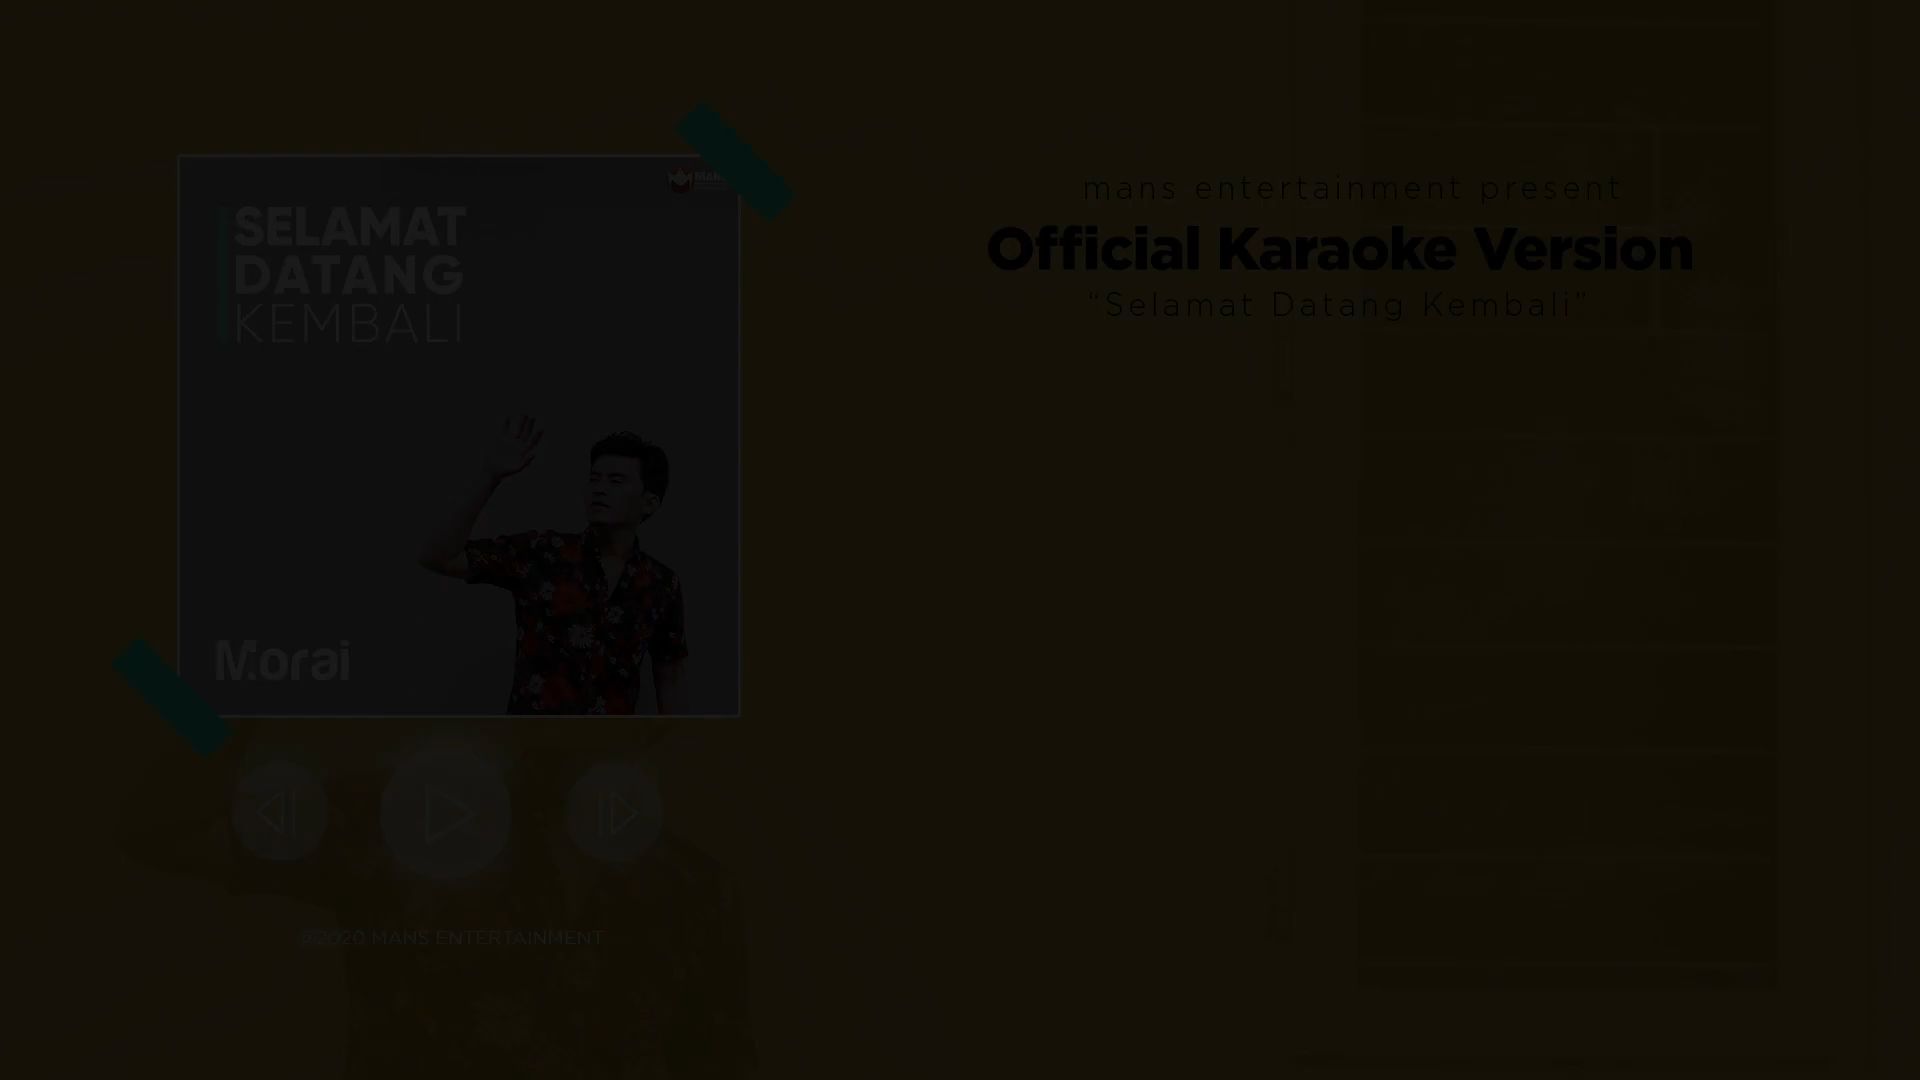 SELAMAT
DATANG
KEMBALI
Morai
mans entertainment present
Official Karaoke Version
“Selamat Datang Kembali”
©2020 MANS ENTERTAINMENT